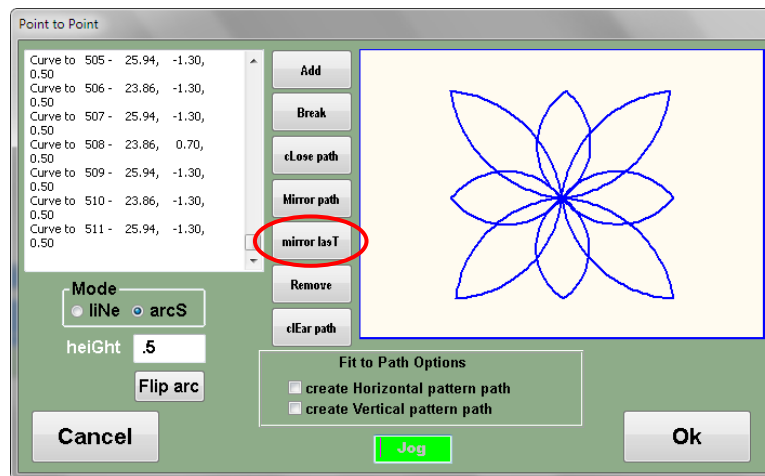 Point to Point
Curve to 505 - 25.94, -1.30,
0.50
Curve to 506 - 23.86, -1.30,
0.50
Curve to 507 - 25.94, -1.30,
0.50
Curve to 508 - 23.86, 0.70,
0.50
Curve to 509 - 25.94, -1.30,
0.50
Curve to 510 - 23.86, -1.30,
0.50
Curve to 511 - 25.94, -1.30,
0.50
Add
Break
cLose path
Mirror path
mirror lasT
Remove
clEar path
Mode
liNe arcS
heiGht .5
Flip arc
Fit to Path Options
create Horizontal pattern path
create Vertical pattern path
Cancel
Jog
Ok